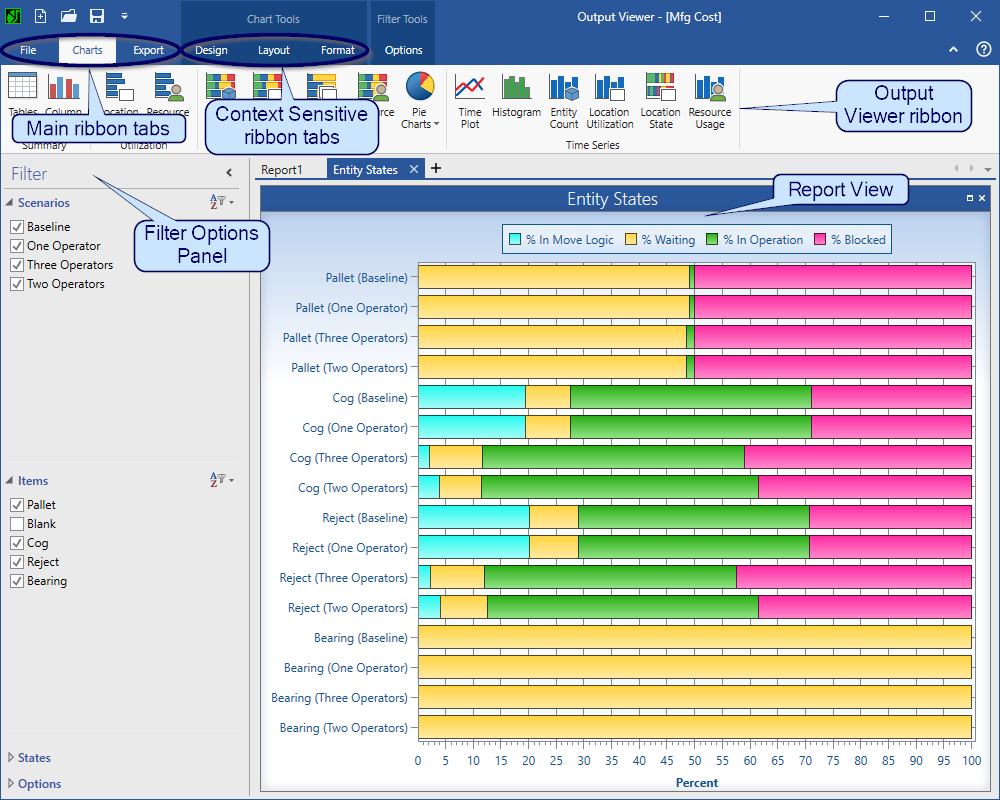 Chart Tools
Filter Tools
Output Viewer - [Mfg Cost]
File
Charts
Export
Design
Layout
Format
Options
Tables
Column
Location
Resource
Pie
Charts
Time
Plot
Histogram
Entity
Count
Location
Utilization
Location
State
Resource
Usage
Summary
Utilization
Time Series
Main ribbon tabs
Context Sensitive
ribbon tabs
Output
Viewer ribbon
Filter
Report1
Entity States
Scenarios
Baseline
One Operator
Three Operators
Two Operators
Filter Options
Panel
Report View
Items
Pallet
Blank
Cog
Reject
Bearing
States
Options
Entity States
% In Move Logic
% Waiting
% In Operation
% Blocked
Pallet (Baseline)
Pallet (One Operator)
Pallet (Three Operators)
Pallet (Two Operators)
Cog (Baseline)
Cog (One Operator)
Cog (Three Operators)
Cog (Two Operators)
Reject (Baseline)
Reject (One Operator)
Reject (Three Operators)
Reject (Two Operators)
Bearing (Baseline)
Bearing (One Operator)
Bearing (Three Operators)
Bearing (Two Operators)
0 5 10 15 20 25 30 35 40 45 50 55 60 65 70 75 80 85 90 95 100
Percent